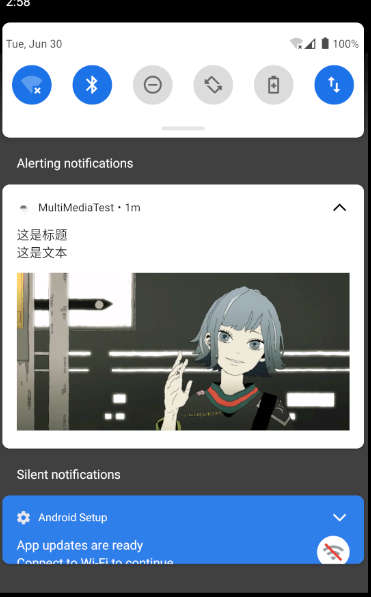 2:58
Tue, Jun 30
100%
Alerting notifications
MultiMediaTest • 1m
这是标题
这是文本
Silent notifications
Android Setup
App updates are ready
Connect to Wi-Fi to continue